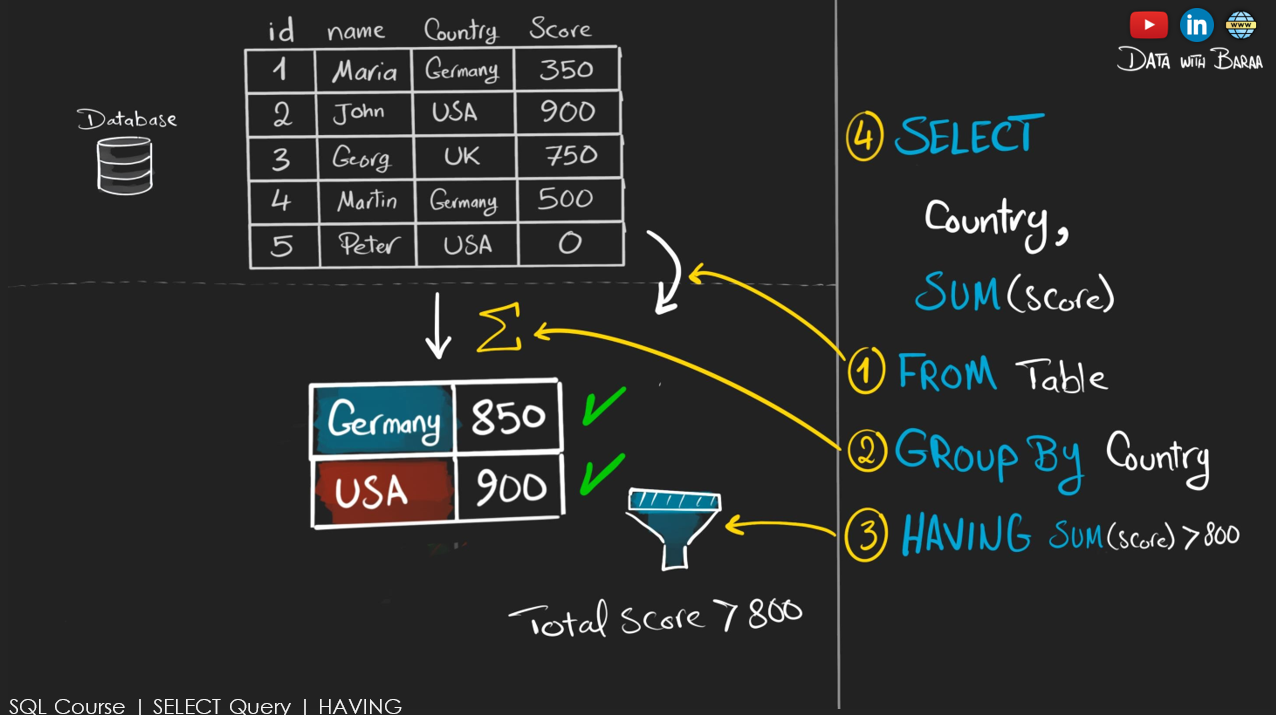 id name Country Score
1 Maria Germany 350
2 John USA 900
3 Georg UK 750
4 Martin Germany 500
5 Peter USA 0
Database
Σ
Germany 850
USA 900
Total score > 800
WWW
in
DATA WITH BARAA
4 SELECT
Country,
SUM(score)
1 FROM Table
2 GROUP BY Country
3 HAVING SUM(score) > 800
SQL Course | SELECT Query | HAVING